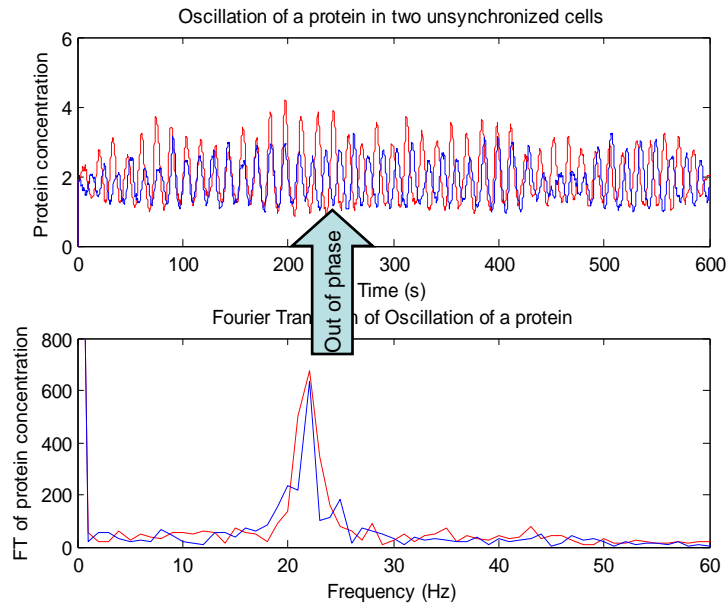 Oscillation of a protein in two unsynchronized cells
6
4
2
0
Protein concentration
0 100 200 300 400 500 600
Time (s)
Out of phase
Fourier Tran of Oscillation of a protein
800
600
400
200
0
FT of protein concentration
0 10 20 30 40 50 60
Frequency (Hz)